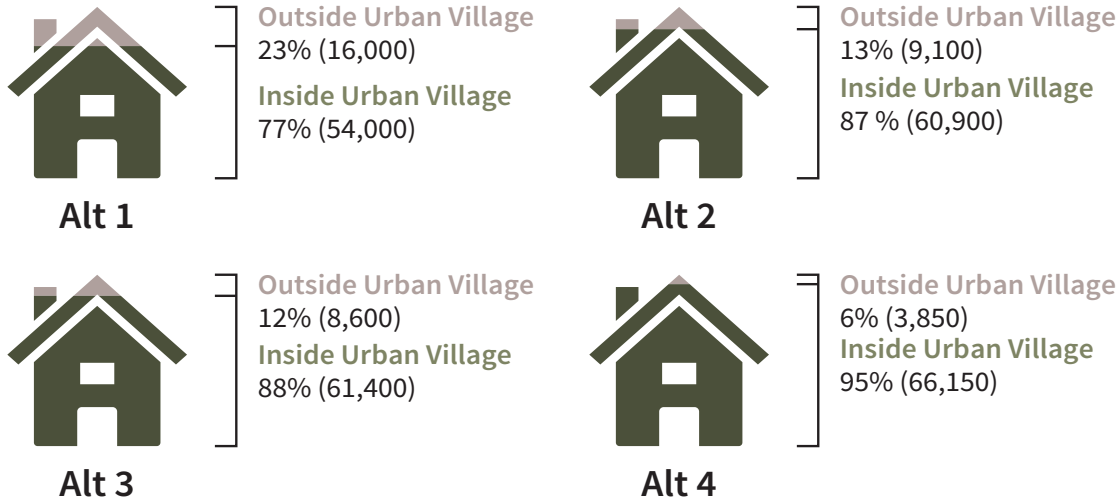 Outside Urban Village
23% (16,000)
Inside Urban Village
77% (54,000)
Alt 1
Outside Urban Village
13% (9,100)
Inside Urban Village
87 % (60,900)
Alt 2
Outside Urban Village
12% (8,600)
Inside Urban Village
88% (61,400)
Alt 3
Outside Urban Village
6% (3,850)
Inside Urban Village
95% (66,150)
Alt 4